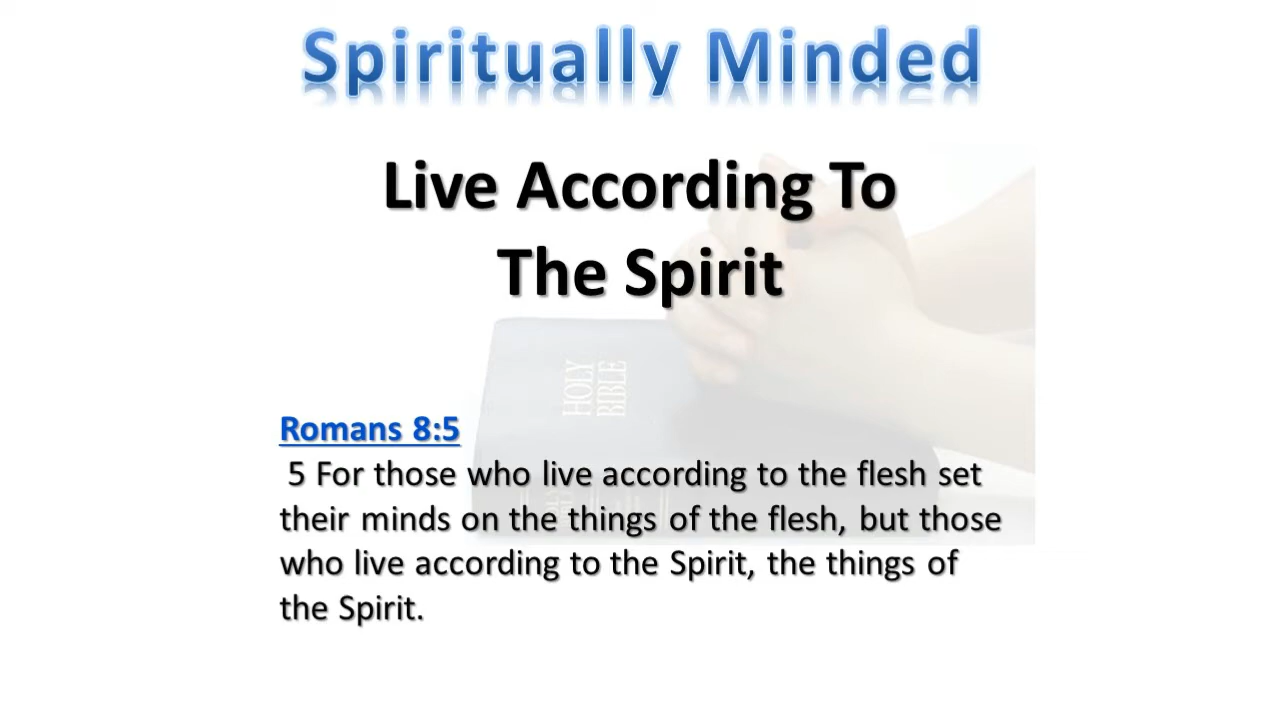 Spiritually Minded
Live According To
The Spirit
HOLY
BIBLE
Romans 8:5
5 For those who live according to the flesh set
their minds on the things of the flesh, but those
who live according to the Spirit, the things of
the Spirit.